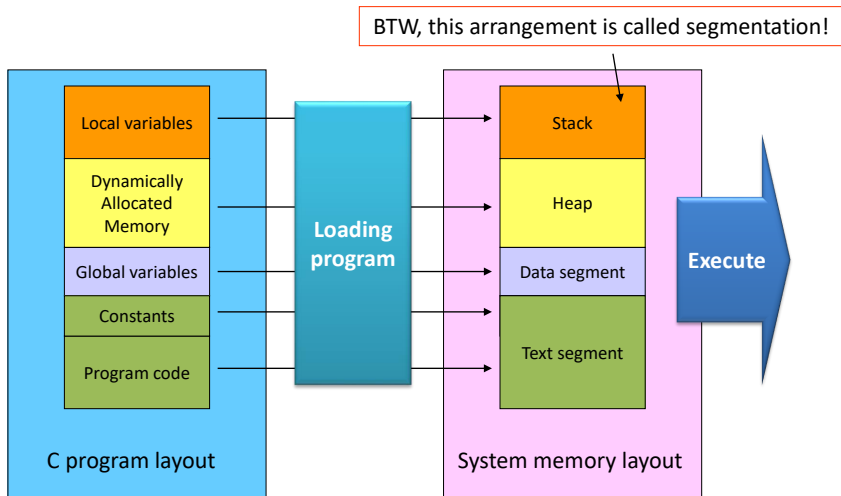 BTW, this arrangement is called segmentation!
Local variables
Dynamically
Allocated
Memory
Global variables
Constants
Program code
C program layout
Loading
program
Stack
Heap
Data segment
Text segment
System memory layout
Execute